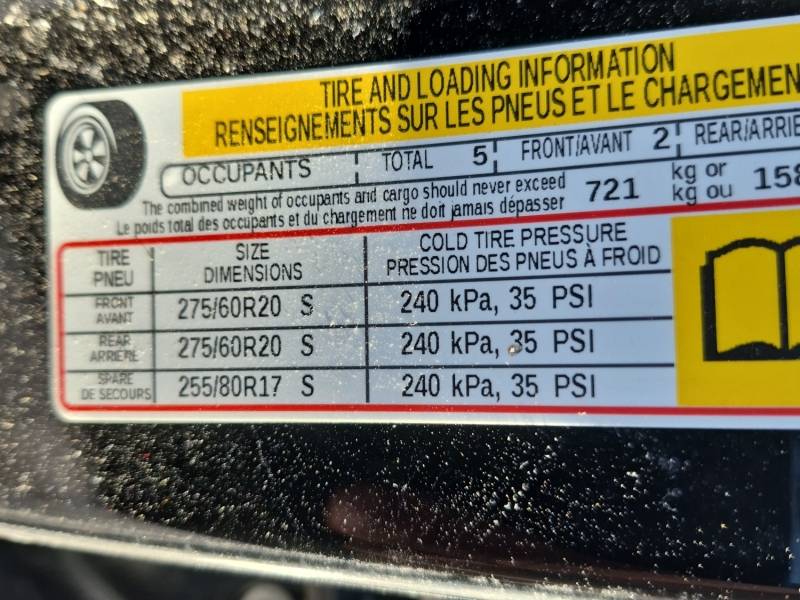 TIRE AND LOADING INFORMATION
RENSEIGNEMENTS SUR LES PNEUS ET LE CHARGEMEN
OCCUPANTS TOTAL 5 FRONT/AVANT 2 REAR/ARRIE
The combined weight of occupants and cargo should never exceed
Le poids total des occupants et du chargement ne doit jamais dépasser
721 kg or
kg ou 158
TIRE
PNEU
SIZE
DIMENSIONS
COLD TIRE PRESSURE
PRESSION DES PNEUS À FROID
FRONT
AVANT
275/60R20 S 240 kPa, 35 PSI
REAR
ARRIÈRE
275/60R20 S 240 kPa, 35 PSI
SPARE
DE SECOURS
255/80R17 S 240 kPa, 35 PSI